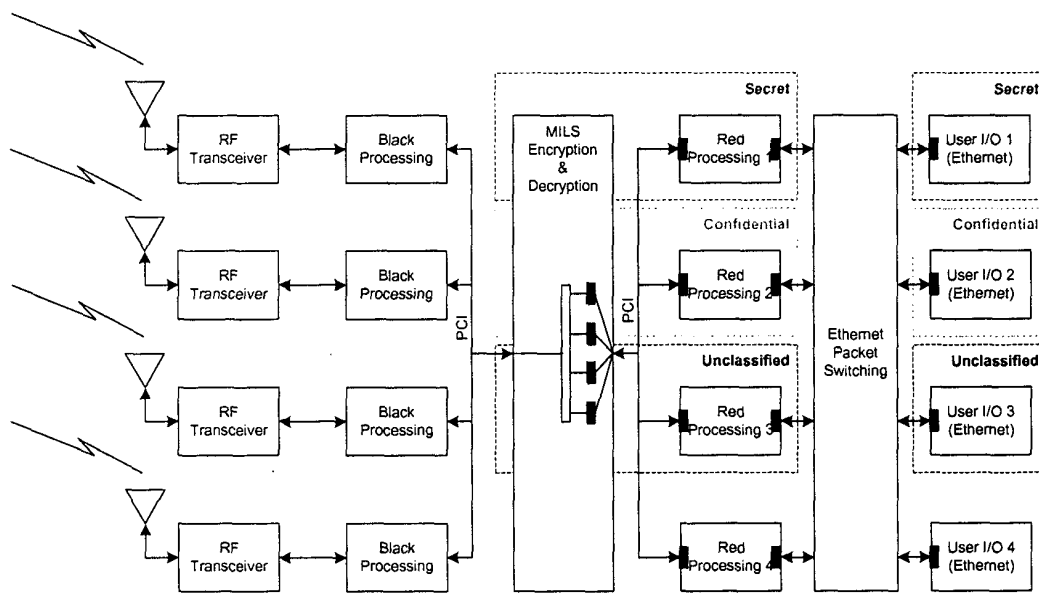 Secret
Secret
RF
Transceiver
Black
Processing
MILS
Encryption
&
Decryption
Red
Processing 1
User I/O 1
(Ethernet)
Confidential
Confidential
RF
Transceiver
Black
Processing
Red
Processing 2
User I/O 2
(Ethernet)
PCI
PCI
Ethernet
Packet
Switching
Unclassified
Unclassified
RF
Transceiver
Black
Processing
Red
Processing 3
User I/O 3
(Ethernet)
RF
Transceiver
Black
Processing
Red
Processing 4
User I/O 4
(Ethernet)